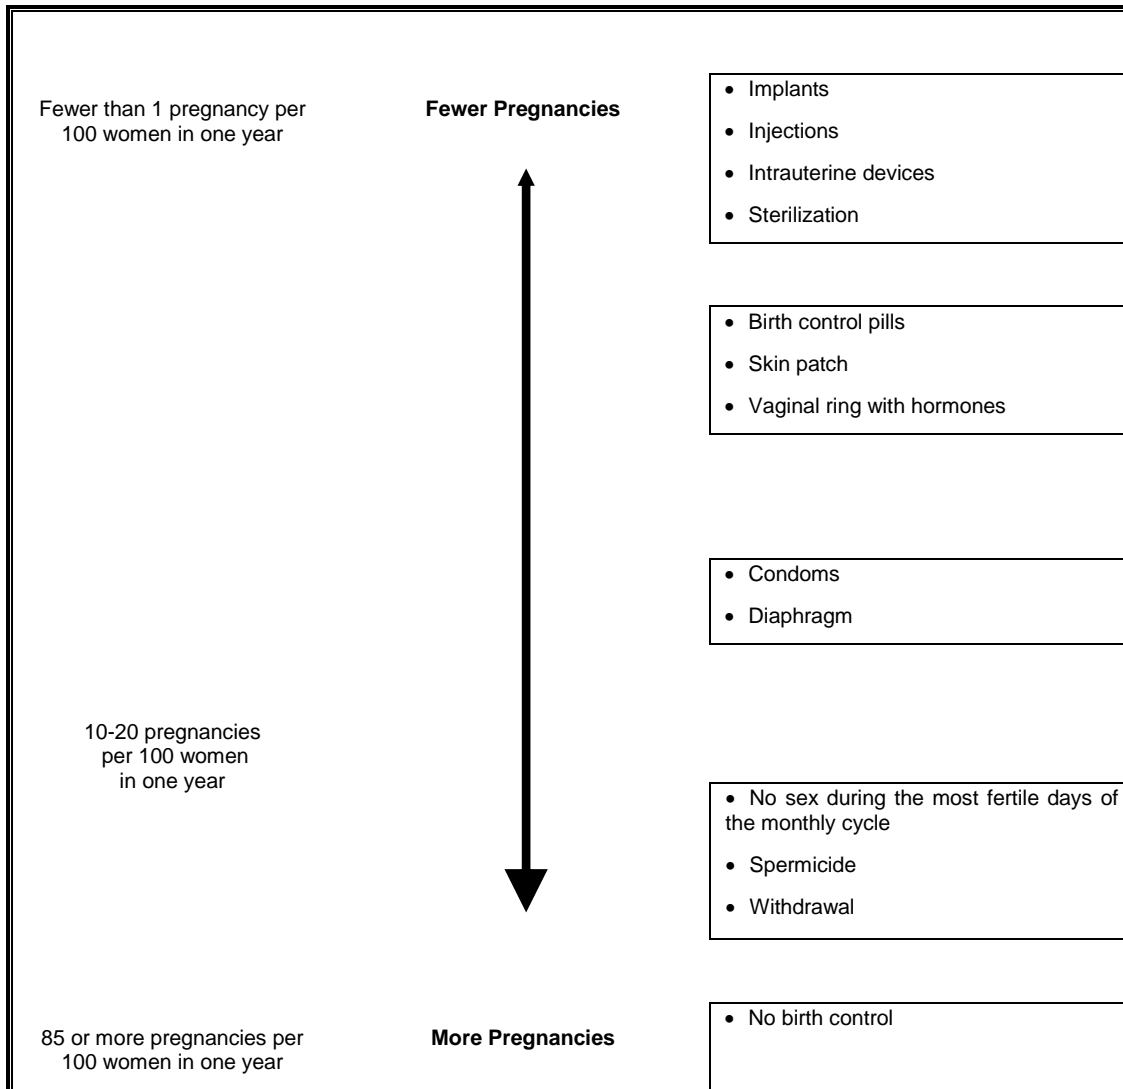 Fewer than 1 pregnancy per
100 women in one year
Fewer Pregnancies
• Implants
• Injections
• Intrauterine devices
• Sterilization
• Birth control pills
• Skin patch
• Vaginal ring with hormones
• Condoms
• Diaphragm
10-20 pregnancies
per 100 women
in one year
• No sex during the most fertile days of
the monthly cycle
• Spermicide
• Withdrawal
85 or more pregnancies per
100 women in one year
More Pregnancies
• No birth control